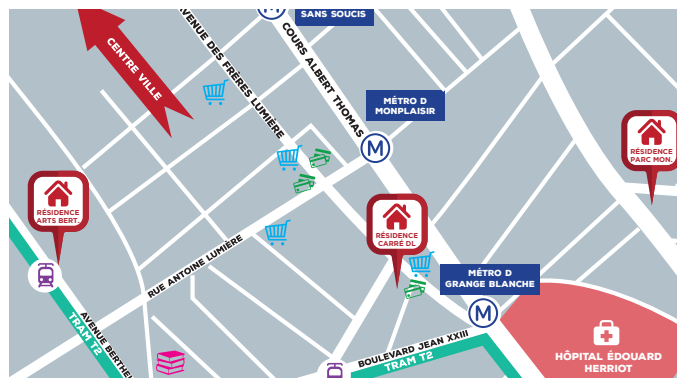 SANS SOUCIS
M
AVENUE DES FRÈRES LUMIÈRE
COURS ALBERT THOMAS
CENTRE VILLE
MÉTRO D
MONPLAISIR
M
RÉSIDENCE
PARC MON.
RÉSIDENCE
ARTS BERT.
RÉSIDENCE
CARRÉ DL
RUE ANTOINE LUMIÈRE
MÉTRO D
GRANGE BLANCHE
M
AVENUE BERTHE
TRAM T2
BOULEVARD JEAN XXIII
TRAM T2
HÔPITAL ÉDOUARD
HERRIOT